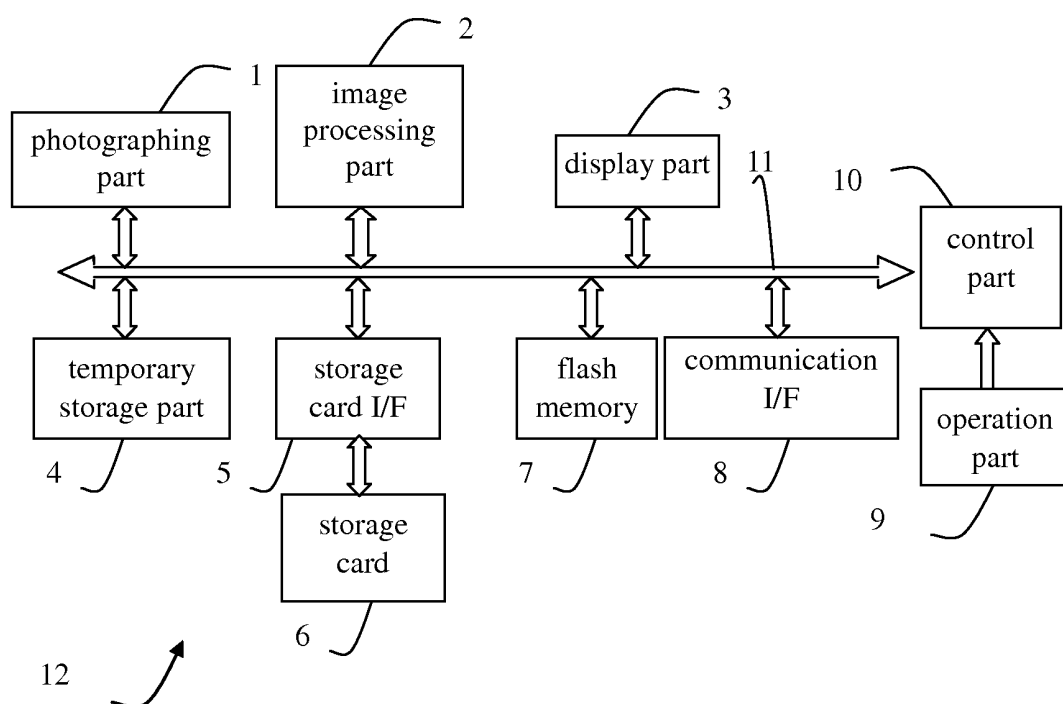 2
1
image
processing
part
3
photographing
part
display part
11
10
control
part
temporary
storage part
storage
card I/F
flash
memory
communication
I/F
operation
part
4
5
7
8
9
storage
card
6
12